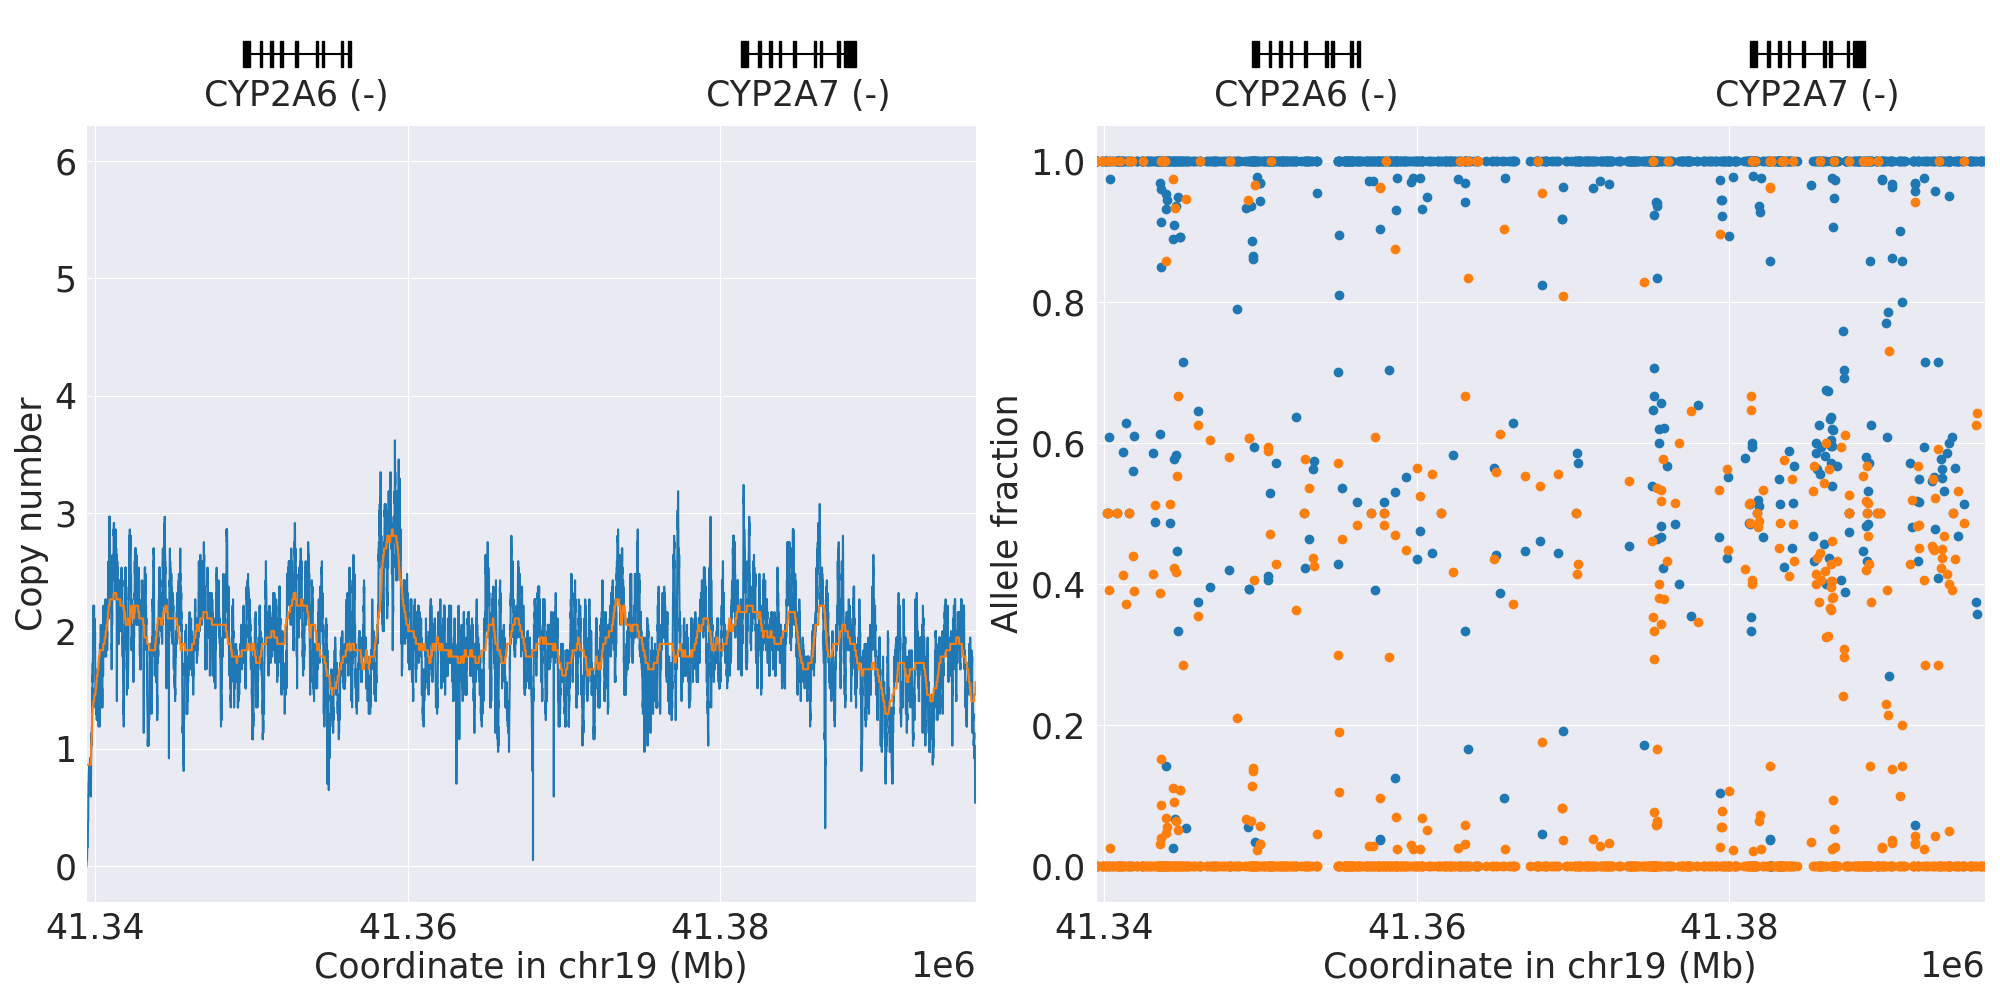 CYP2A6 (-) CYP2A7 (-) CYP2A6 (-) CYP2A7 (-)
Copy number
6
5
4
3
2
1
0
41.34 41.36 41.38
Coordinate in chr19 (Mb) 1e6
Allele fraction
1.0
0.8
0.6
0.4
0.2
0.0
41.34 41.36 41.38
Coordinate in chr19 (Mb) 1e6